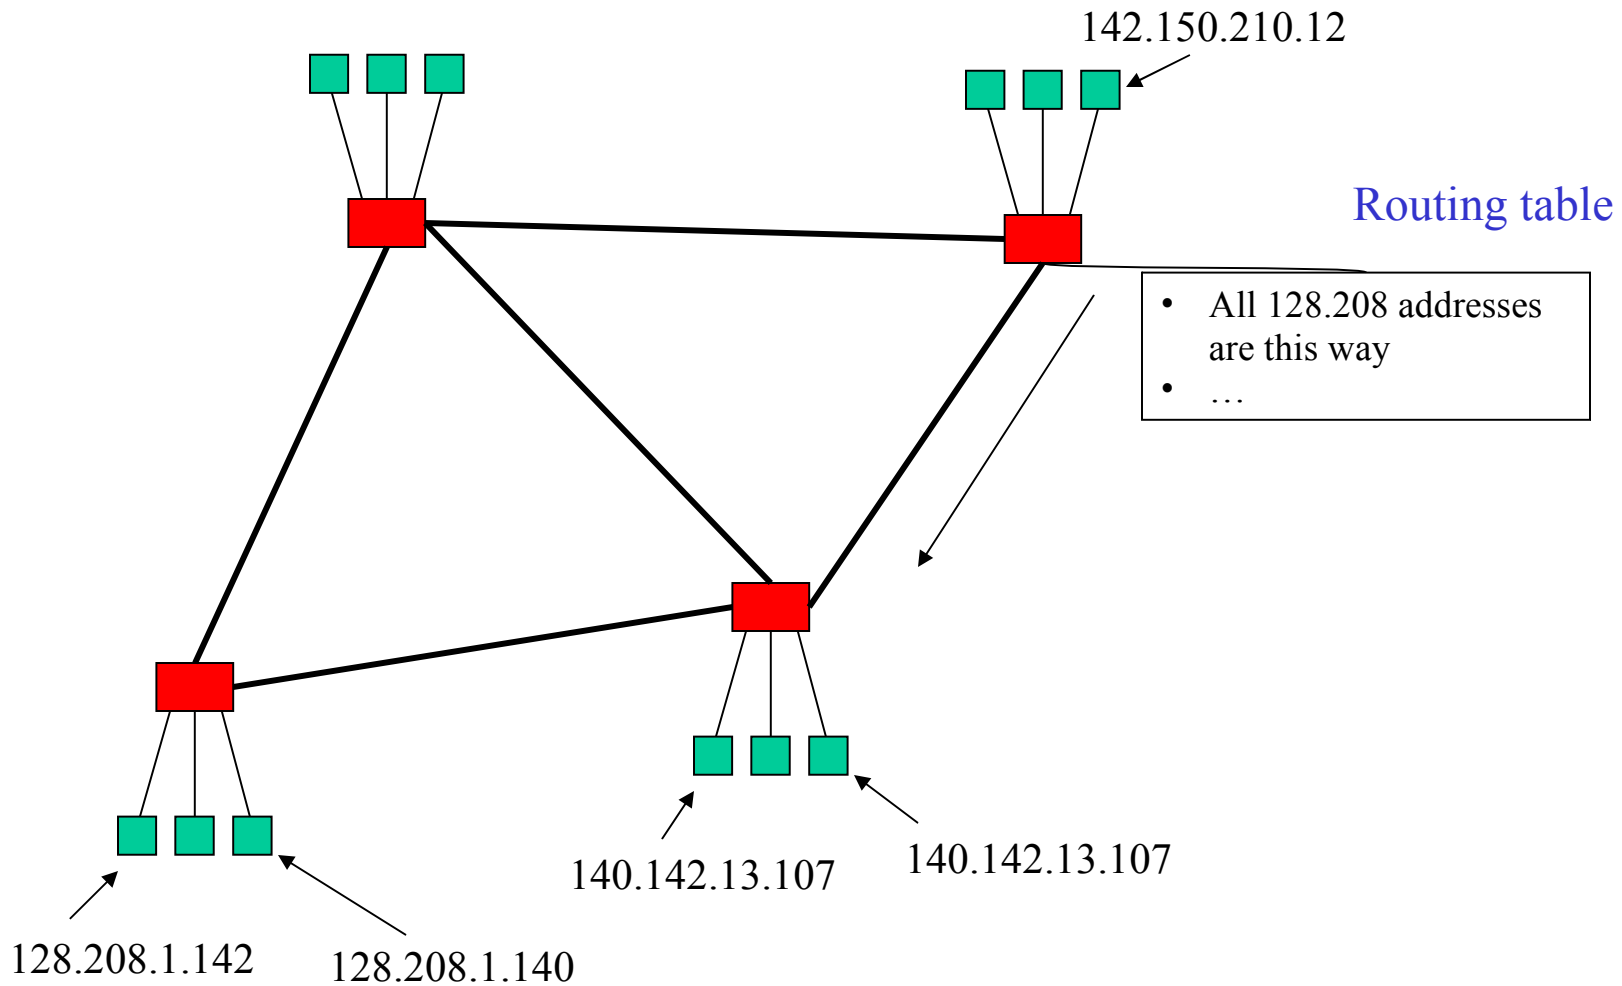 142.150.210.12
Routing table
• All 128.208 addresses
are this way
• …
140.142.13.107
140.142.13.107
128.208.1.142
128.208.1.140